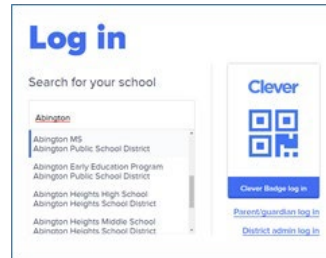 Log in
Search for your school
Abington
Abington MS
Abington Public School District
Abington Early Education Program
Abington Public School District
Abington Heights High School
Abington Heights School District
Abington Heights Middle School
Abington Heights School District
Clever
Clever Badge log in
Parent/guardian log in
District admin log in